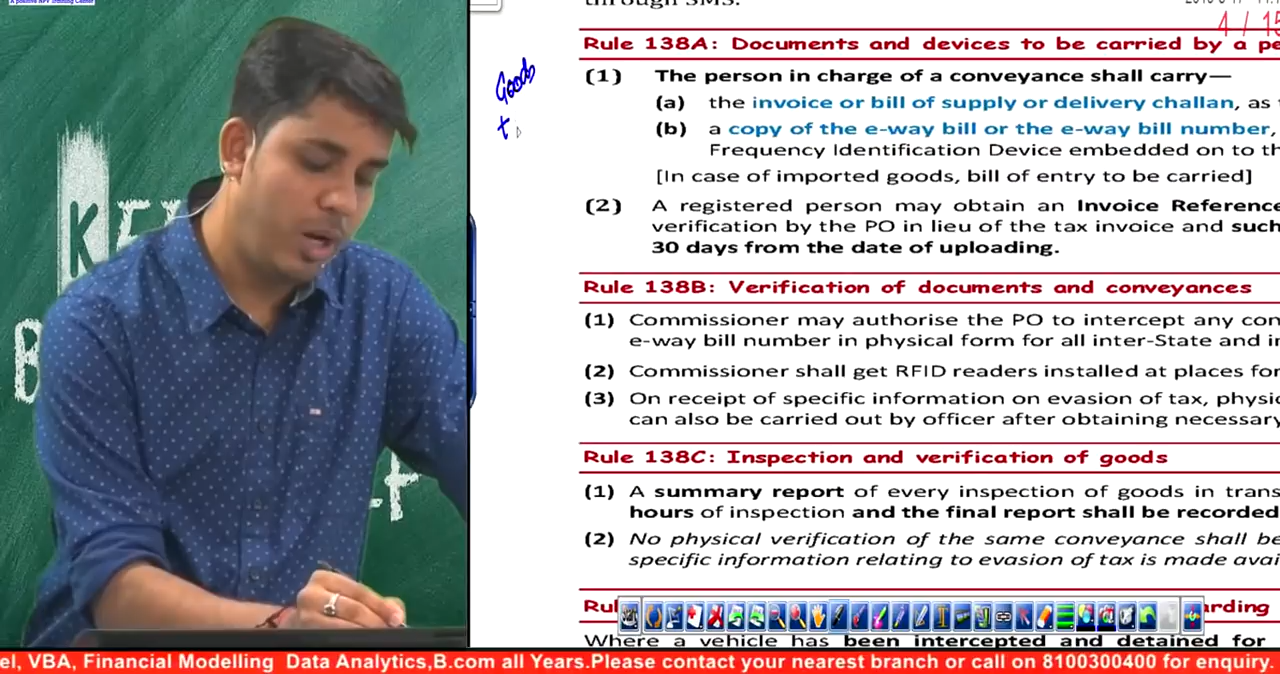 A positive KPT Training Center
through SMS.
4 / 15
Rule 138A: Documents and devices to be carried by a pe
Goods
+
(1) The person in charge of a conveyance shall carry—
(a) the invoice or bill of supply or delivery challan, as
(b) a copy of the e-way bill or the e-way bill number,
Frequency Identification Device embedded on to th
[In case of imported goods, bill of entry to be carried]
(2) A registered person may obtain an Invoice Reference
verification by the PO in lieu of the tax invoice and such
30 days from the date of uploading.
Rule 138B: Verification of documents and conveyances
(1) Commissioner may authorise the PO to intercept any con
e-way bill number in physical form for all inter-State and in
(2) Commissioner shall get RFID readers installed at places for
(3) On receipt of specific information on evasion of tax, physic
can also be carried out by officer after obtaining necessary
Rule 138C: Inspection and verification of goods
(1) A summary report of every inspection of goods in trans
hours of inspection and the final report shall be recorded
(2) No physical verification of the same conveyance shall be
specific information relating to evasion of tax is made avai
Rul
arding
Where a vehicle has been intercepted and detained for
el, VBA, Financial Modelling Data Analytics,B.com all Years.Please contact your nearest branch or call on 8100300400 for enquiry.